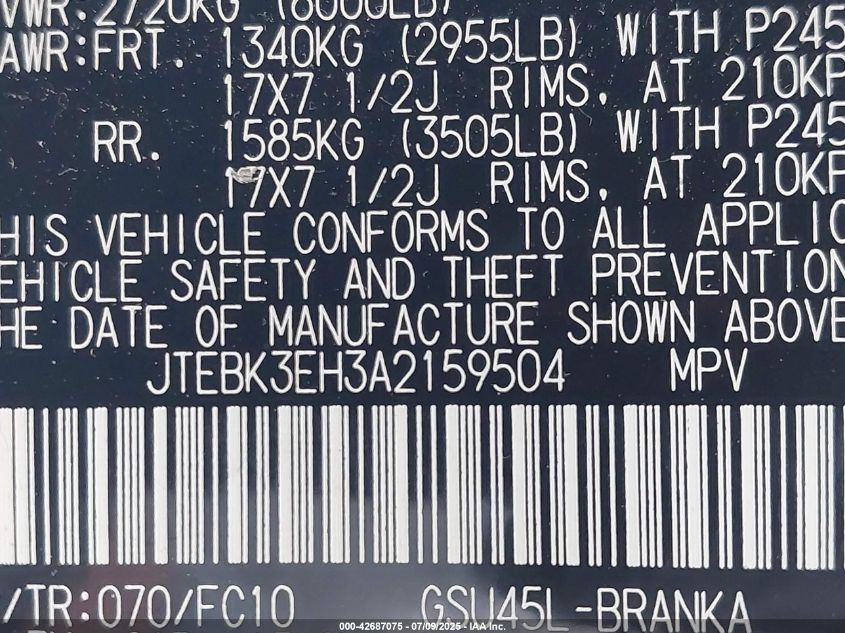 VWR:2720KG (6000LB)
AWR:FRT. 1340KG (2955LB) WITH P245
17X7 1/2J RIMS, AT 210KP
RR. 1585KG (3505LB) WITH P245
17X7 1/2J RIMS, AT 210KP
HIS VEHICLE CONFORMS TO ALL APPLIC
EHICLE SAFETY AND THEFT PREVENTION
HE DATE OF MANUFACTURE SHOWN ABOVE
JTEBK3EH3A2159504 MPV
/TR:070/FC10 GSU45L-BRANKA
000-42687075 - 07/09/2025 - IAA Inc.